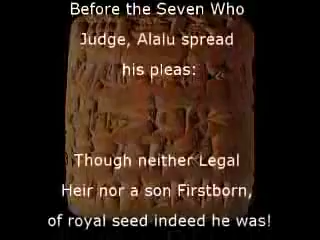 Before the Seven Who
Judge, Alalu spread
his pleas:
Though neither Legal
Heir nor a son Firstborn,
of royal seed indeed he was!